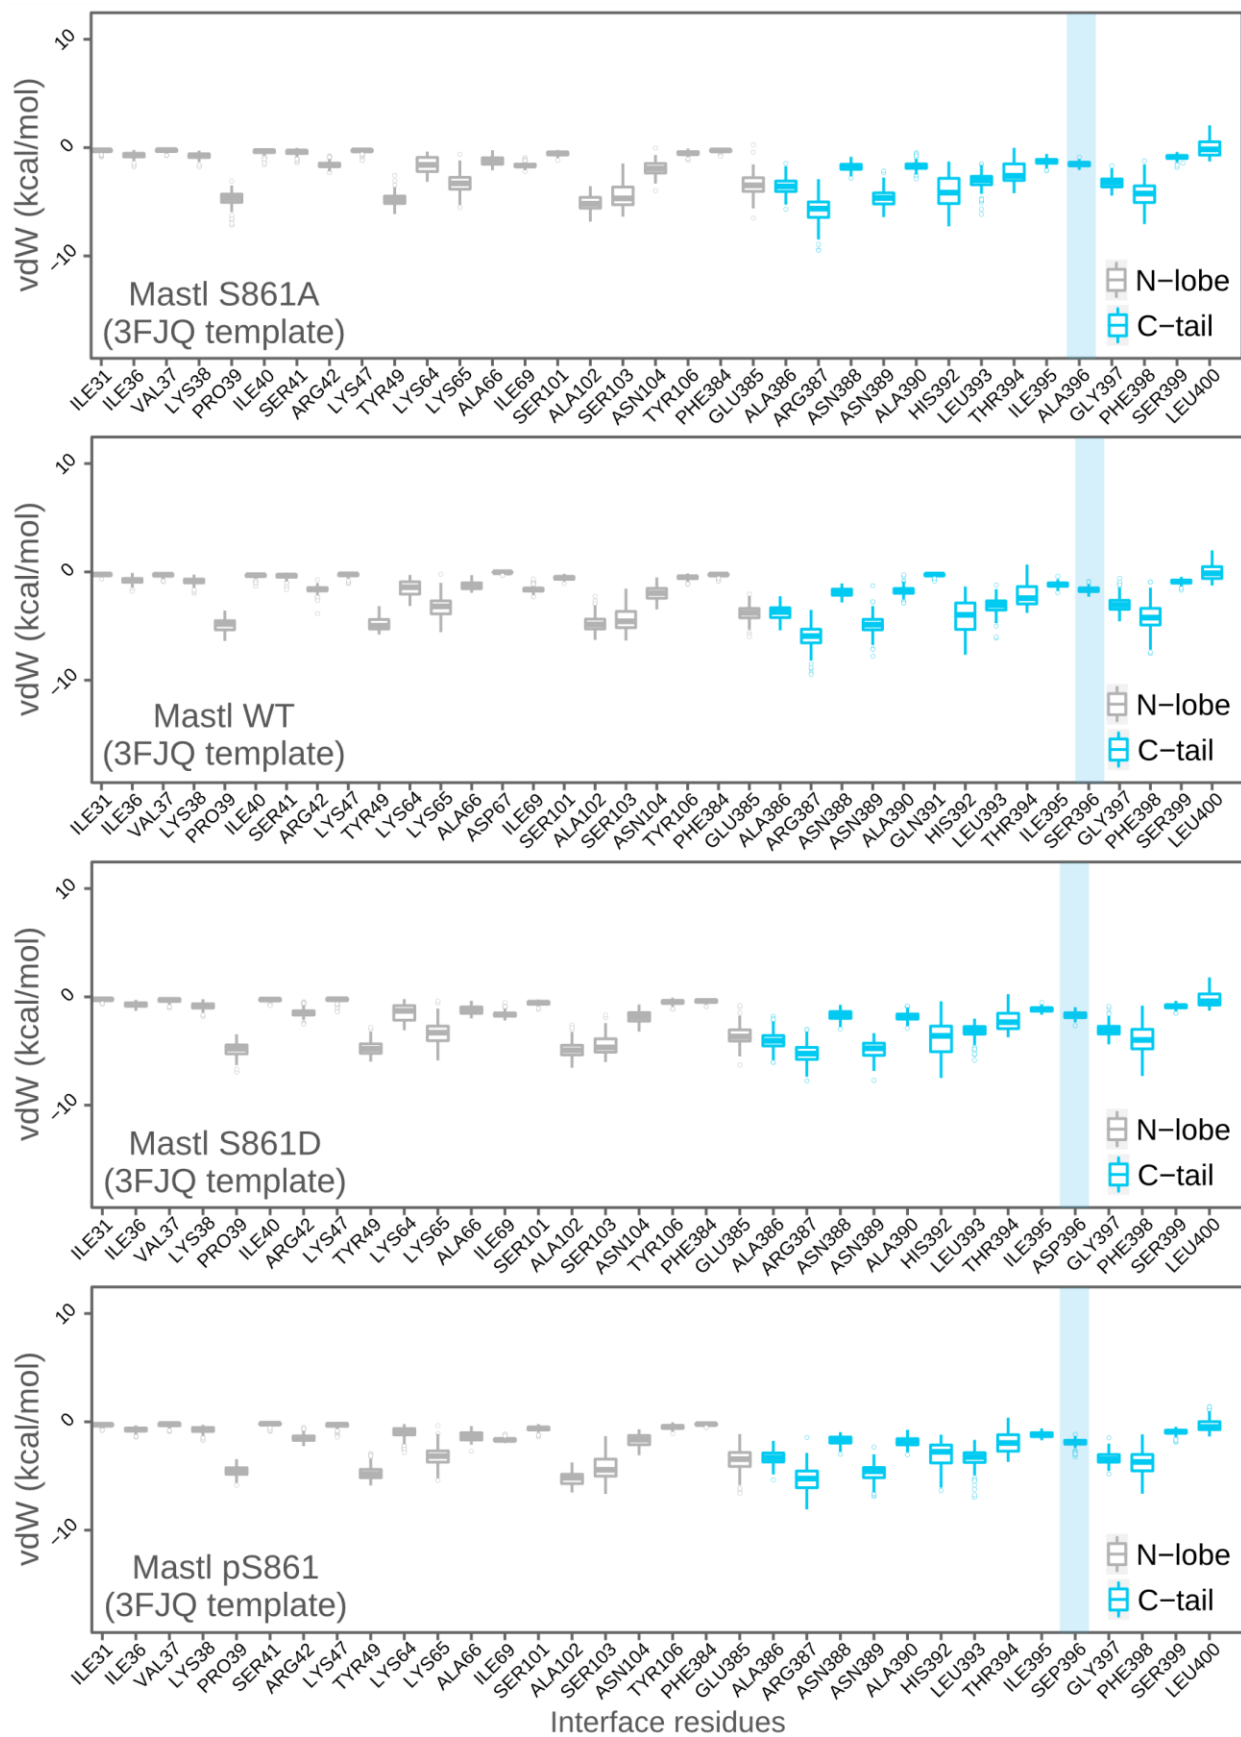 vdW (kcal/mol)
10
0
−10
Mastl S861A
(3FJQ template)
N−lobe
C−tail
ILE31 ILE36 VAL37 LYS38 PRO39 ILE40 SER41 ARG42 LYS47 TYR49 LYS64 LYS65 ALA66 ILE69 SER101 ALA102 SER103 ASN104 TYR106 PHE384 GLU385 ALA386 ARG387 ASN388 ASN389 ALA390 HIS392 LEU393 THR394 ILE395 ALA396 GLY397 PHE398 SER399 LEU400
vdW (kcal/mol)
10
0
−10
Mastl WT
(3FJQ template)
N−lobe
C−tail
ILE31 ILE36 VAL37 LYS38 PRO39 ILE40 SER41 ARG42 LYS47 TYR49 LYS64 LYS65 ALA66 ASP67 ILE69 SER101 ALA102 SER103 ASN104 TYR106 PHE384 GLU385 ALA386 ARG387 ASN388 ASN389 ALA390 GLN391 HIS392 LEU393 THR394 ILE395 SER396 GLY397 PHE398 SER399 LEU400
vdW (kcal/mol)
10
0
−10
Mastl S861D
(3FJQ template)
N−lobe
C−tail
ILE31 ILE36 VAL37 LYS38 PRO39 ILE40 ARG42 LYS47 TYR49 LYS64 LYS65 ALA66 ILE69 SER101 ALA102 SER103 ASN104 TYR106 PHE384 GLU385 ALA386 ARG387 ASN388 ASN389 ALA390 HIS392 LEU393 THR394 ILE395 ASP396 GLY397 PHE398 SER399 LEU400
vdW (kcal/mol)
10
0
−10
Mastl pS861
(3FJQ template)
N−lobe
C−tail
ILE31 ILE36 VAL37 LYS38 PRO39 SER41 ARG42 LYS47 TYR49 LYS64 LYS65 ALA66 ILE69 SER101 ALA102 SER103 ASN104 TYR106 PHE384 GLU385 ALA386 ARG387 ASN388 ASN389 ALA390 HIS392 LEU393 THR394 ILE395 SEP396 GLY397 PHE398 SER399 LEU400
Interface residues